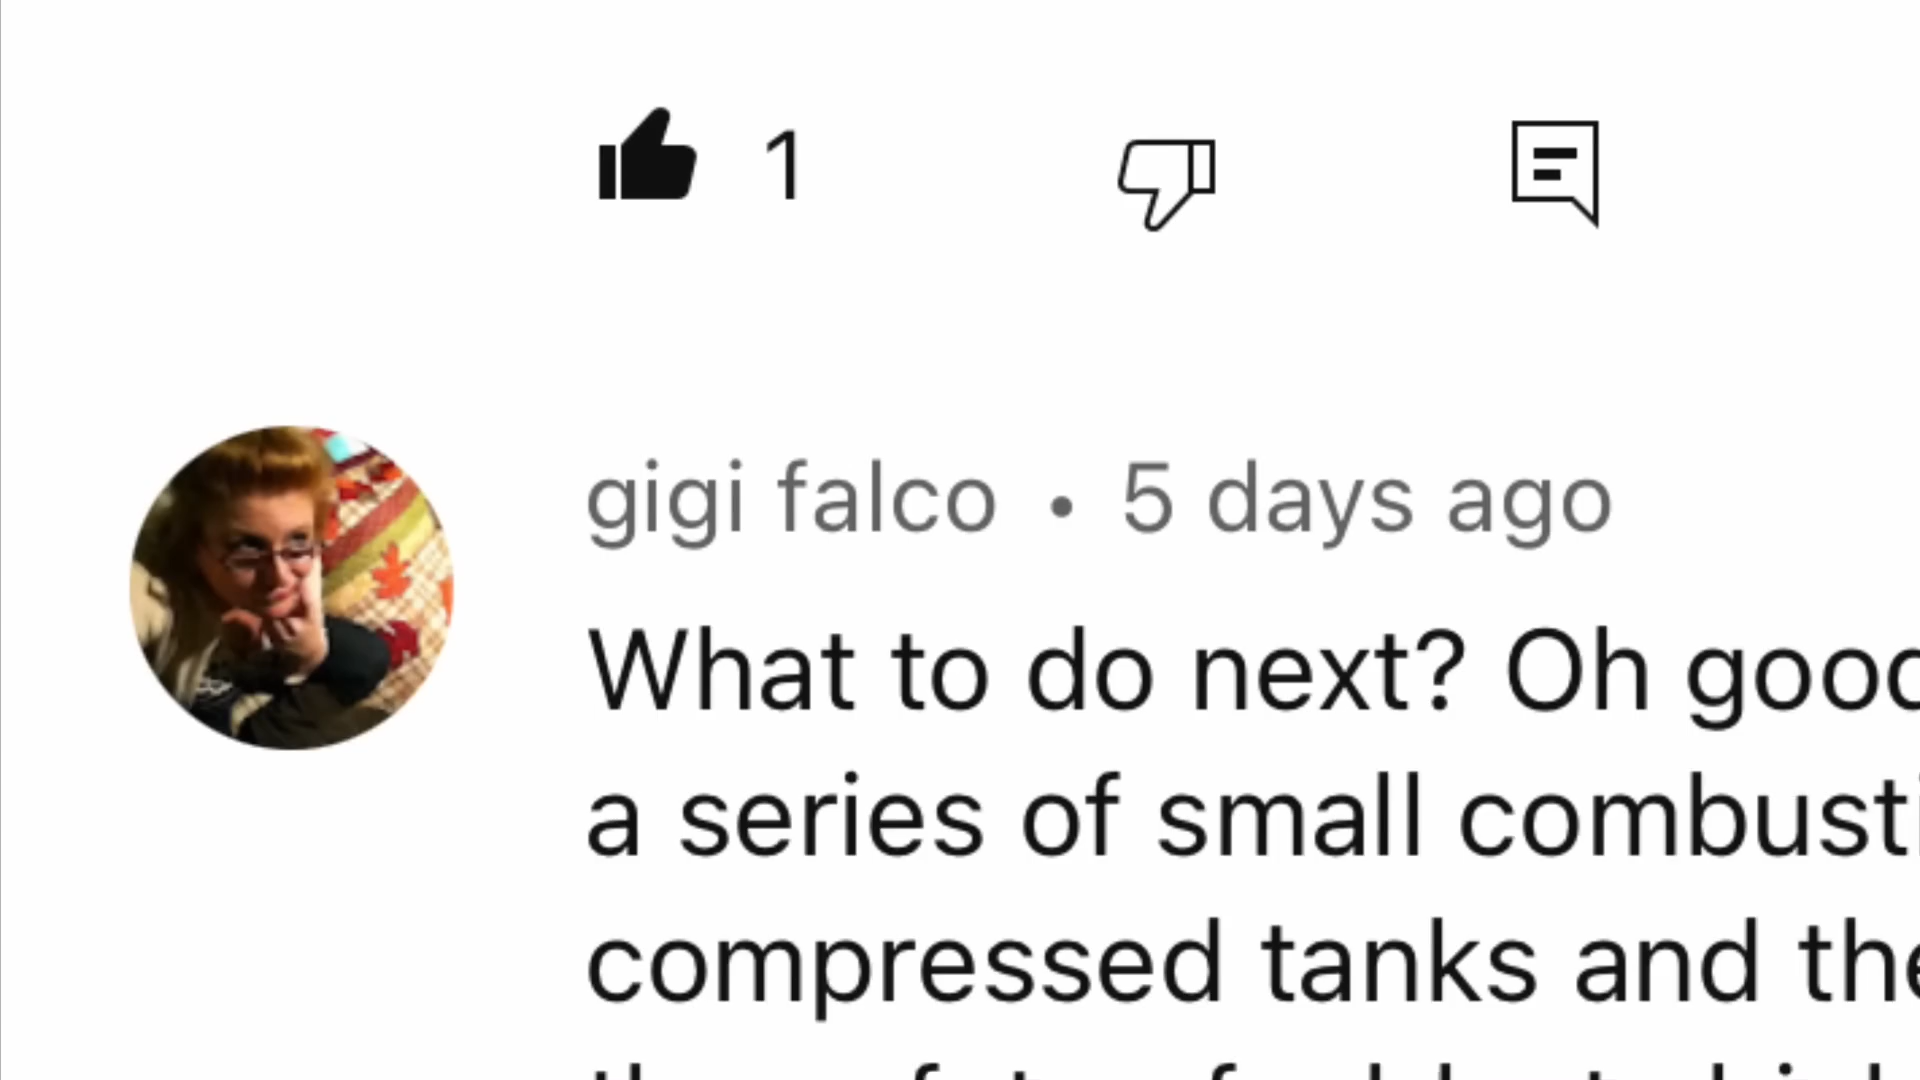 1
gigi falco • 5 days ago
What to do next? Oh
a series of small
compressed tanks and